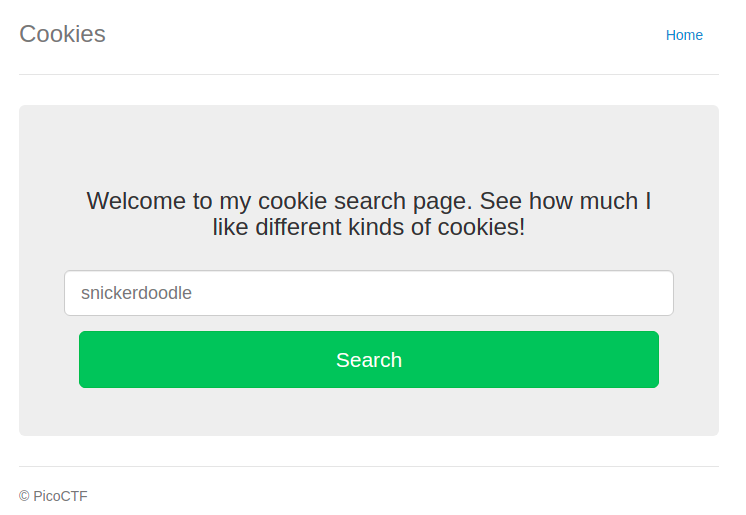 Cookies
Home
Welcome to my cookie search page. See how much I
like different kinds of cookies!
snickerdoodle
Search
© PicoCTF